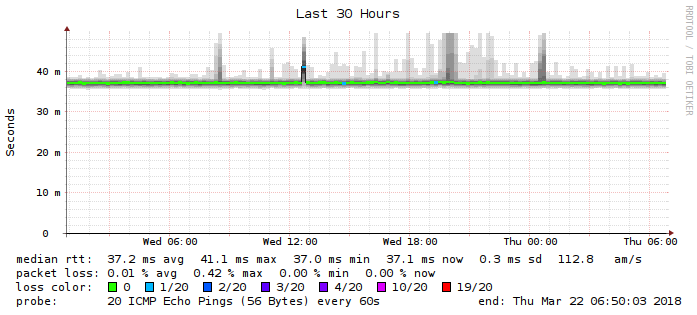 Last 30 Hours
RRDTOOL / TOBI OETIKER
Seconds
40 m
30 m
20 m
10 m
0
Wed 06:00 Wed 12:00 Wed 18:00 Thu 00:00 Thu 06:00
median rtt: 37.2 ms avg 41.1 ms max 37.0 ms min 37.1 ms now 0.3 ms sd 112.8 am/s
packet loss: 0.01 % avg 0.42 % max 0.00 % min 0.00 % now
loss color: 0 1/20 2/20 3/20 4/20 10/20 19/20
probe: 20 ICMP Echo Pings (56 Bytes) every 60s end: Thu Mar 22 06:50:03 2018